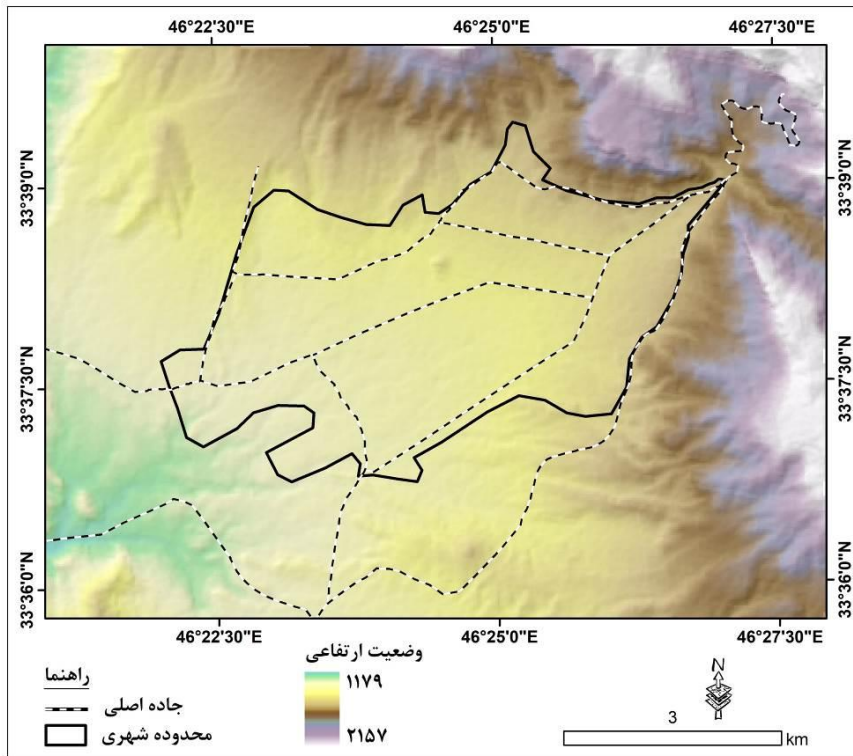 46°22'30"E 46°25'0"E 46°27'30"E
33°39'0"N 33°39'0"N
33°37'30"N 33°37'30"N
33°36'0"N 33°36'0"N
46°22'30"E 46°25'0"E 46°27'30"E
راهنما
جاده اصلی
محدوده شهری
وضعیت ارتفاعی
۱۱۷۹
۲۱۵۷
N
3
km